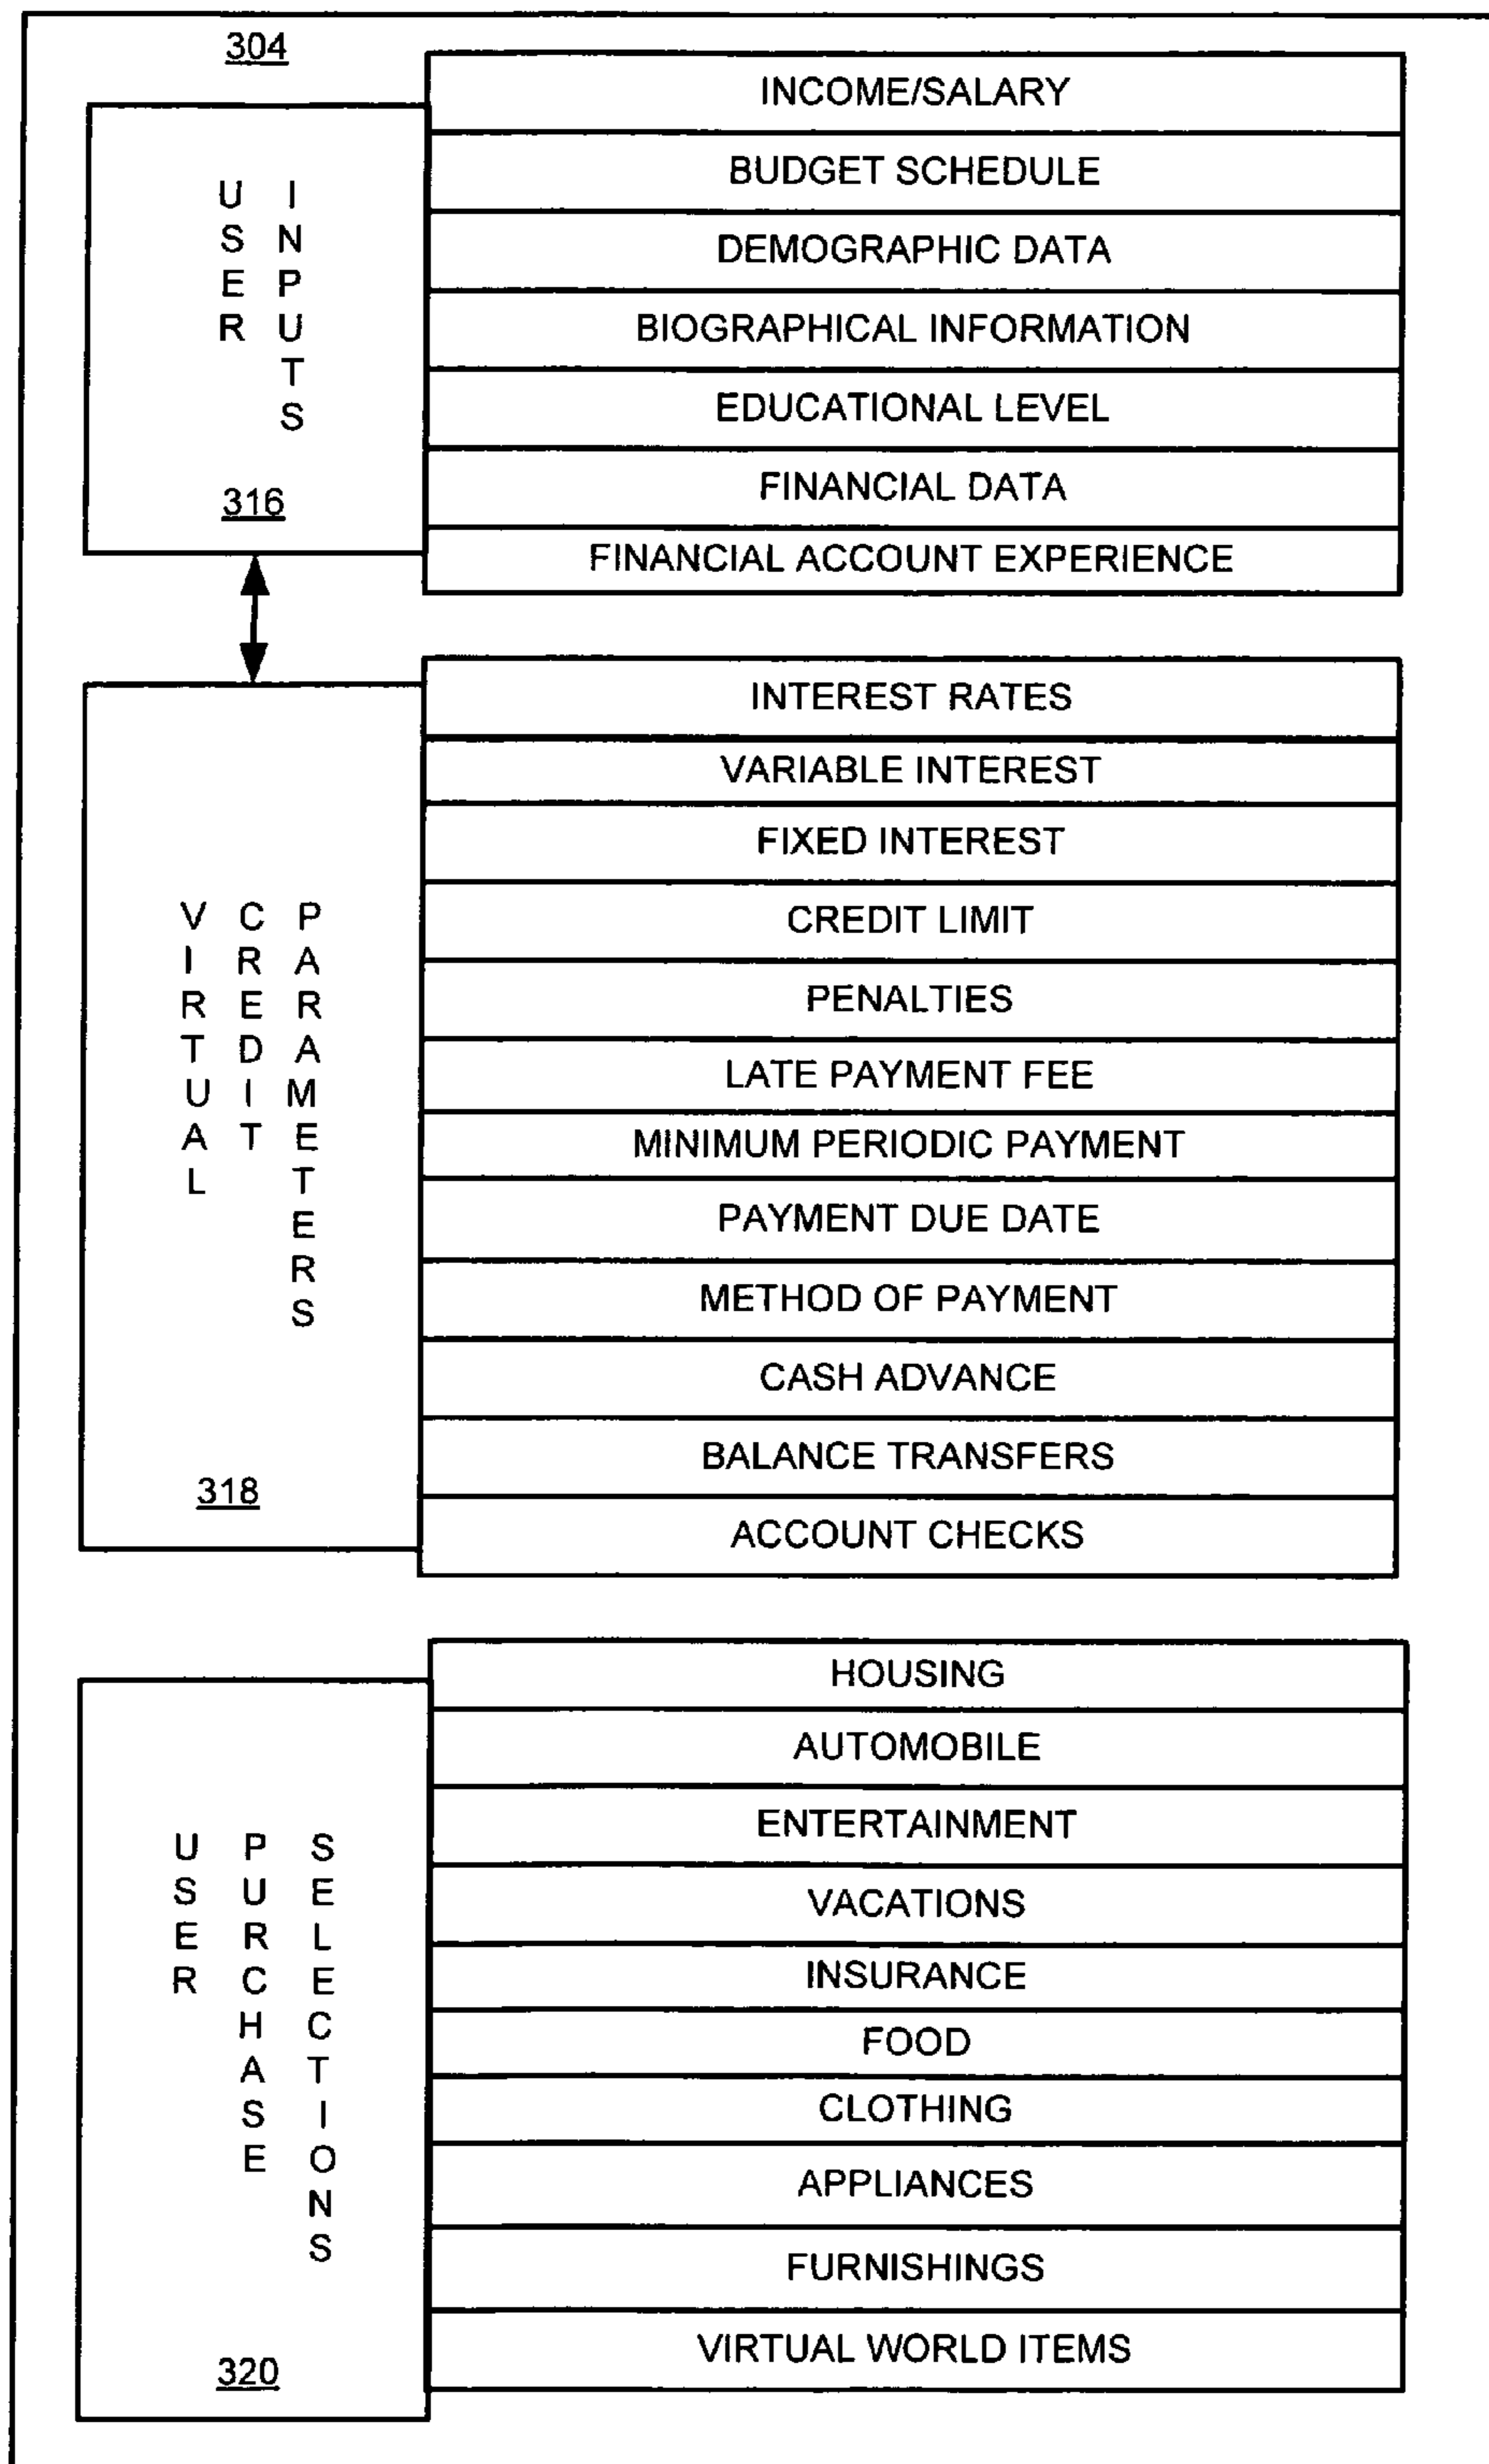 304
USER INPUTS
316
INCOME/SALARY
BUDGET SCHEDULE
DEMOGRAPHIC DATA
BIOGRAPHICAL INFORMATION
EDUCATIONAL LEVEL
FINANCIAL DATA
FINANCIAL ACCOUNT EXPERIENCE
VIRTUAL CREDIT PARAMETERS
318
INTEREST RATES
VARIABLE INTEREST
FIXED INTEREST
CREDIT LIMIT
PENALTIES
LATE PAYMENT FEE
MINIMUM PERIODIC PAYMENT
PAYMENT DUE DATE
METHOD OF PAYMENT
CASH ADVANCE
BALANCE TRANSFERS
ACCOUNT CHECKS
USER PURCHASE SELECTIONS
320
HOUSING
AUTOMOBILE
ENTERTAINMENT
VACATIONS
INSURANCE
FOOD
CLOTHING
APPLIANCES
FURNISHINGS
VIRTUAL WORLD ITEMS